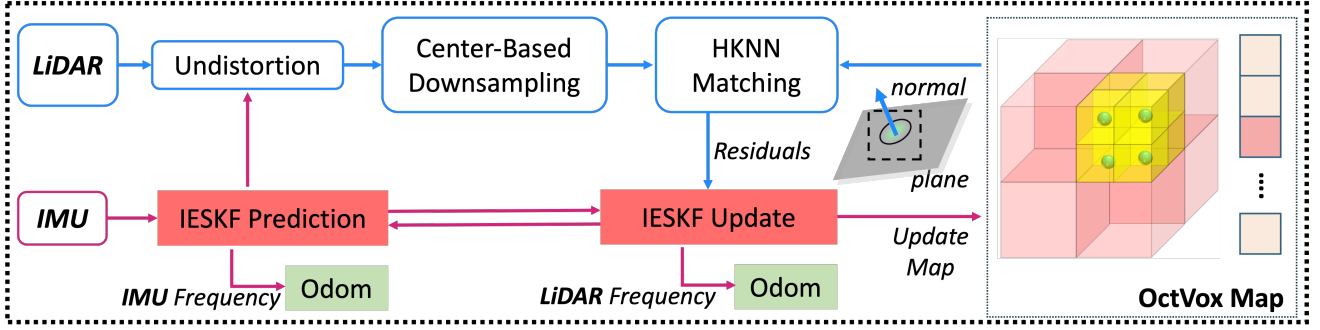 LiDAR
Undistortion
Center-Based
Downsampling
HKNN
Matching
normal
plane
Residuals
IMU
IESKF Prediction
IESKF Update
Update
Map
IMU Frequency
Odom
LiDAR Frequency
Odom
OctVox Map